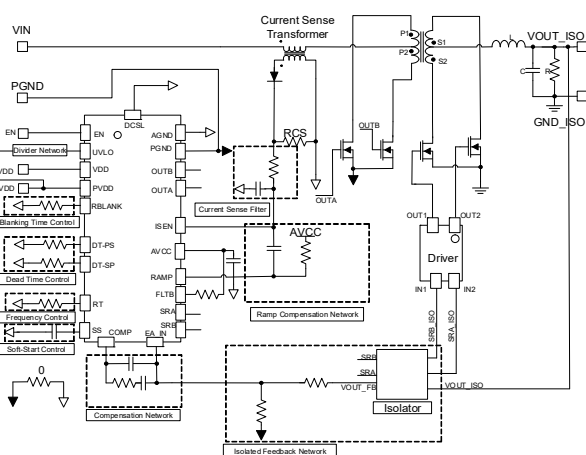 Current Sense
Transformer
VIN
P1
P2
S1
S2
L
VOUT_ISO
C
R
GND_ISO
PGND
DCSL
EN
EN
AGND
Divider Network
UVLO
PGND
RCS
OUTB
VDD
VDD
OUTB
VDD
PVDD
OUTA
OUTA
RBLANK
Blanking Time Control
Current Sense Filter
ISEN
AVCC
OUT1
OUT2
DT-PS
DT-SP
AVCC
Driver
Dead Time Control
RAMP
IN1
IN2
FLTB
RT
SRA
Ramp Compensation Network
Frequency Control
SRB
SS
COMP
EA_IN
Soft-Start Control
SRB_ISO
SRA_ISO
0
SRB
SRA
VOUT_FB
VOUT_ISO
Isolator
Compensation Network
Isolated Feedback Network